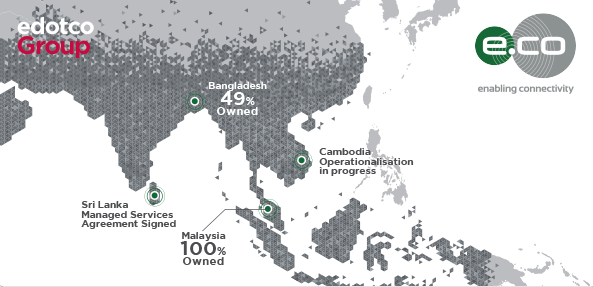 edotco
Group
e.co
enabling connectivity
Bangladesh
49%
Owned
Cambodia
Operationalisation
in progress
Sri Lanka
Managed Services
Agreement Signed
Malaysia
100%
Owned